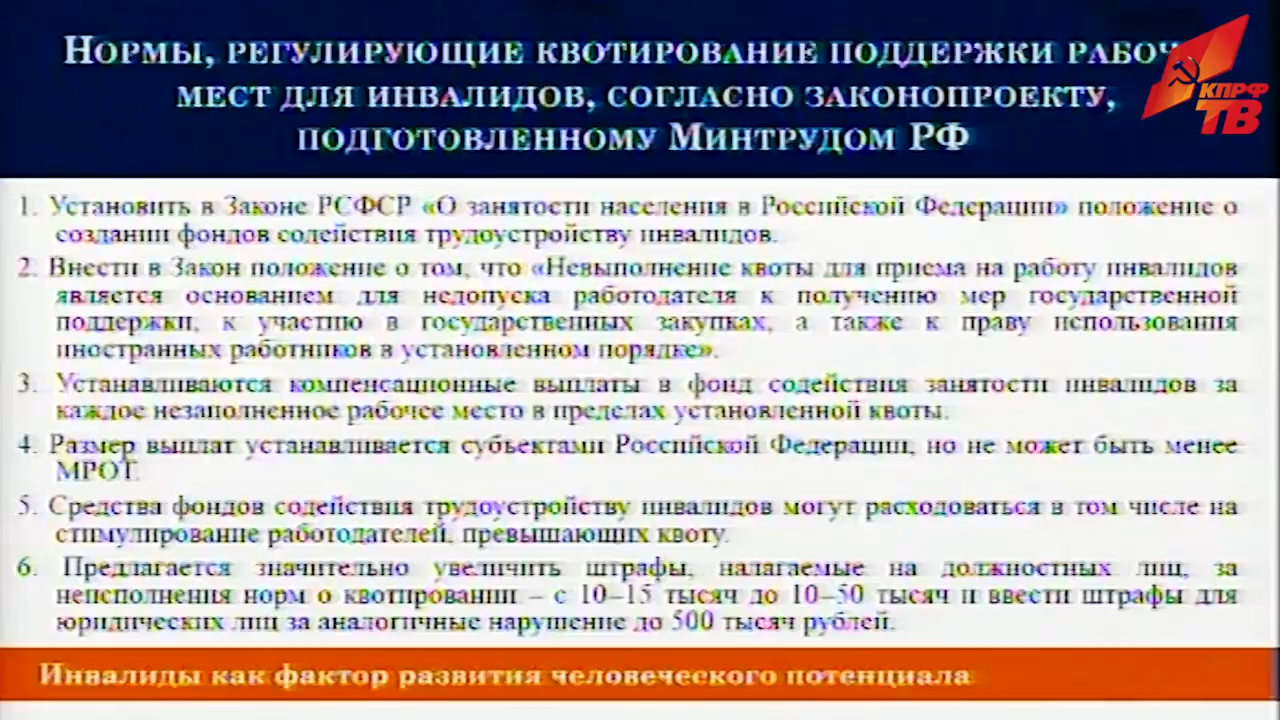 Нормы, регулирующие квотирование поддержки рабоч
мест для инвалидов, согласно законопроекту,
подготовленному Минтрудом РФ
КПРФ
ТВ
1. Установить в Законе РСФСР «О занятости населения в Российской Федерации» положение о
создании фондов содействия трудоустройству инвалидов.
2. Внести в Закон положение о том, что «Невыполнение квоты для приема на работу инвалидов
является основанием для недопуска работодателя к получению мер государственной
поддержки, к участию в государственных закупках, а также к праву использования
иностранных работников в установленном порядке».
3. Устанавливаются компенсационные выплаты в фонд содействия занятости инвалидов за
каждое незаполненное рабочее место в пределах установленной квоты.
4. Размер выплат устанавливается субъектами Российской Федерации, но не может быть менее
МРОТ.
5. Средства фондов содействия трудоустройству инвалидов могут расходоваться в том числе на
стимулирование работодателей, превышающих квоту.
6. Предлагается значительно увеличить штрафы, налагаемые на должностных лиц, за
неисполнения норм о квотировании – с 10–15 тысяч до 10–50 тысяч и ввести штрафы для
юридических лиц за аналогичные нарушение до 500 тысяч рублей.
Инвалиды как фактор развития человеческого потенциала